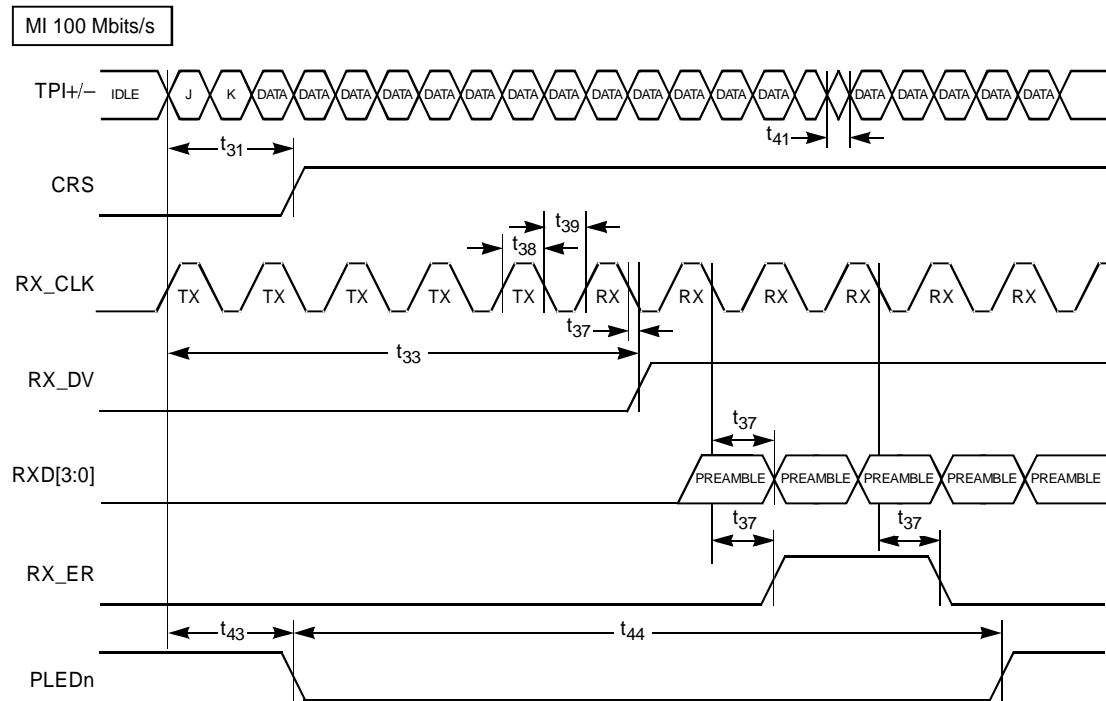 MI 100 Mbits/s
TPI+/– IDLE J K DATA DATA DATA DATA DATA DATA DATA DATA DATA DATA DATA DATA DATA DATA DATA DATA DATA DATA
t41
t31
CRS
t39
t38
RX_CLK TX TX TX TX TX RX RX RX RX RX RX
t37
t33
RX_DV
t37
RXD[3:0] PREAMBLE PREAMBLE PREAMBLE PREAMBLE PREAMBLE
t37 t37
RX_ER
t43 t44
PLEDn